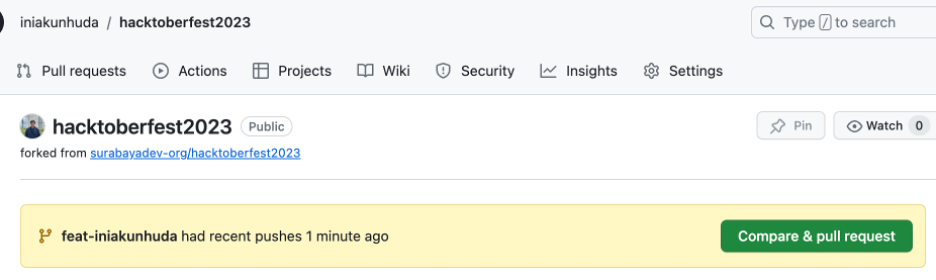 iniakunhuda / hacktoberfest2023
Type / to search
Pull requests Actions Projects Wiki Security Insights Settings
hacktoberfest2023 Public
Pin Watch 0
forked from surabayadev-org/hacktoberfest2023
feat-iniakunhuda had recent pushes 1 minute ago
Compare & pull request